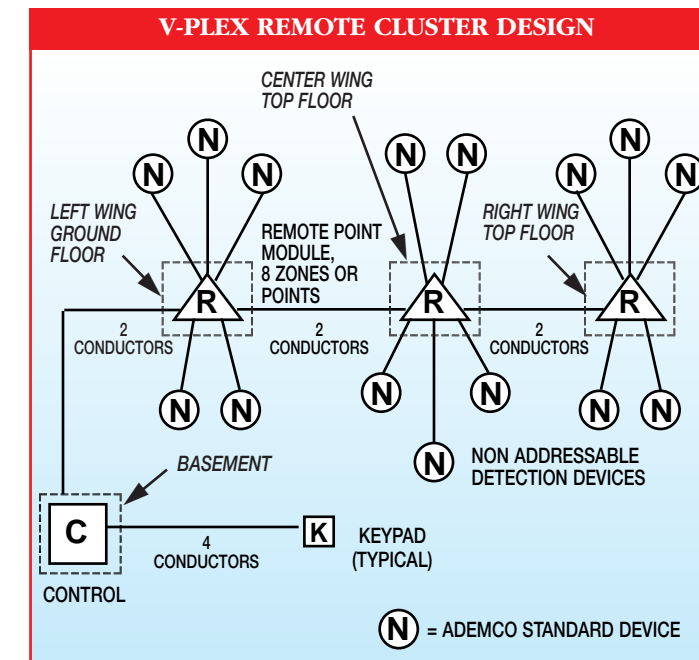 V-PLEX REMOTE CLUSTER DESIGN
CENTER WING
TOP FLOOR
N
N
N
N
N
N
N
N
LEFT WING
GROUND
FLOOR
REMOTE POINT
MODULE,
8 ZONES OR
POINTS
RIGHT WING
TOP FLOOR
R
R
R
2
CONDUCTORS
2
CONDUCTORS
2
CONDUCTORS
N
N
N
N
N
N
N
NON ADDRESSABLE
DETECTION DEVICES
BASEMENT
C
4
CONDUCTORS
K
KEYPAD
(TYPICAL)
CONTROL
N = ADEMCO STANDARD DEVICE